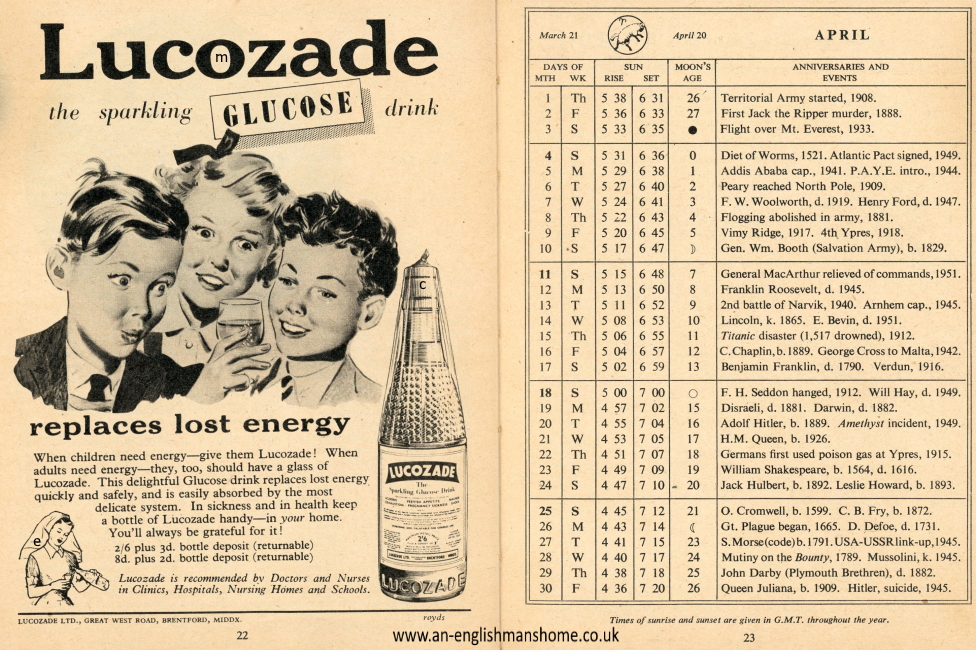 Lucozade
m
the sparkling GLUCOSE drink
c
replaces lost energy
When children need energy—give them Lucozade! When
adults need energy—they, too, should have a glass of
Lucozade. This delightful Glucose drink replaces lost energy
quickly and safely, and is easily absorbed by the most
delicate system. In sickness and in health keep
a bottle of Lucozade handy—in your home.
You'll always be grateful for it!
2/6 plus 3d. bottle deposit (returnable)
8d. plus 2d. bottle deposit (returnable)
e
Lucozade is recommended by Doctors and Nurses
in Clinics, Hospitals, Nursing Homes and Schools.
LUCOZADE
The
Sparkling Glucose Drink
2/6
LUCOZADE
LUCOZADE LTD., GREAT WEST ROAD, BRENTFORD, MIDDX.
royds
22
March 21 April 20 APRIL
DAYS OF SUN MOON'S ANNIVERSARIES AND
MTH WK RISE SET AGE EVENTS
1 Th 5 38 6 31 26 Territorial Army started, 1908.
2 F 5 36 6 33 27 First Jack the Ripper murder, 1888.
3 S 5 33 6 35 ● Flight over Mt. Everest, 1933.
4 S 5 31 6 36 0 Diet of Worms, 1521. Atlantic Pact signed, 1949.
5 M 5 29 6 38 1 Addis Ababa cap., 1941. P.A.Y.E. intro., 1944.
6 T 5 27 6 40 2 Peary reached North Pole, 1909.
7 W 5 24 6 41 3 F. W. Woolworth, d. 1919. Henry Ford, d. 1947.
8 Th 5 22 6 43 4 Flogging abolished in army, 1881.
9 F 5 20 6 45 5 Vimy Ridge, 1917. 4th Ypres, 1918.
10 S 5 17 6 47 ☽ Gen. Wm. Booth (Salvation Army), b. 1829.
11 S 5 15 6 48 7 General MacArthur relieved of commands, 1951.
12 M 5 13 6 50 8 Franklin Roosevelt, d. 1945.
13 T 5 11 6 52 9 2nd battle of Narvik, 1940. Arnhem cap., 1945.
14 W 5 08 6 53 10 Lincoln, k. 1865. E. Bevin, d. 1951.
15 Th 5 06 6 55 11 Titanic disaster (1,517 drowned), 1912.
16 F 5 04 6 57 12 C. Chaplin, b. 1889. George Cross to Malta, 1942.
17 S 5 02 6 59 13 Benjamin Franklin, d. 1790. Verdun, 1916.
18 S 5 00 7 00 ○ F. H. Seddon hanged, 1912. Will Hay, d. 1949.
19 M 4 57 7 02 15 Disraeli, d. 1881. Darwin, d. 1882.
20 T 4 55 7 04 16 Adolf Hitler, b. 1889. Amethyst incident, 1949.
21 W 4 53 7 05 17 H.M. Queen, b. 1926.
22 Th 4 51 7 07 18 Germans first used poison gas at Ypres, 1915.
23 F 4 49 7 09 19 William Shakespeare, b. 1564, d. 1616.
24 S 4 47 7 10 20 Jack Hulbert, b. 1892. Leslie Howard, b. 1893.
25 S 4 45 7 12 21 O. Cromwell, b. 1599. C. B. Fry, b. 1872.
26 M 4 43 7 14 ☾ Gt. Plague began, 1665. D. Defoe, d. 1731.
27 T 4 41 7 15 23 S. Morse (code) b. 1791. USA-USSR link-up, 1945.
28 W 4 40 7 17 24 Mutiny on the Bounty, 1789. Mussolini, k. 1945.
29 Th 4 38 7 18 25 John Darby (Plymouth Brethren), d. 1882.
30 F 4 36 7 20 26 Queen Juliana, b. 1909. Hitler, suicide, 1945.
Times of sunrise and sunset are given in G.M.T. throughout the year.
23
www.an-englishmanshome.co.uk